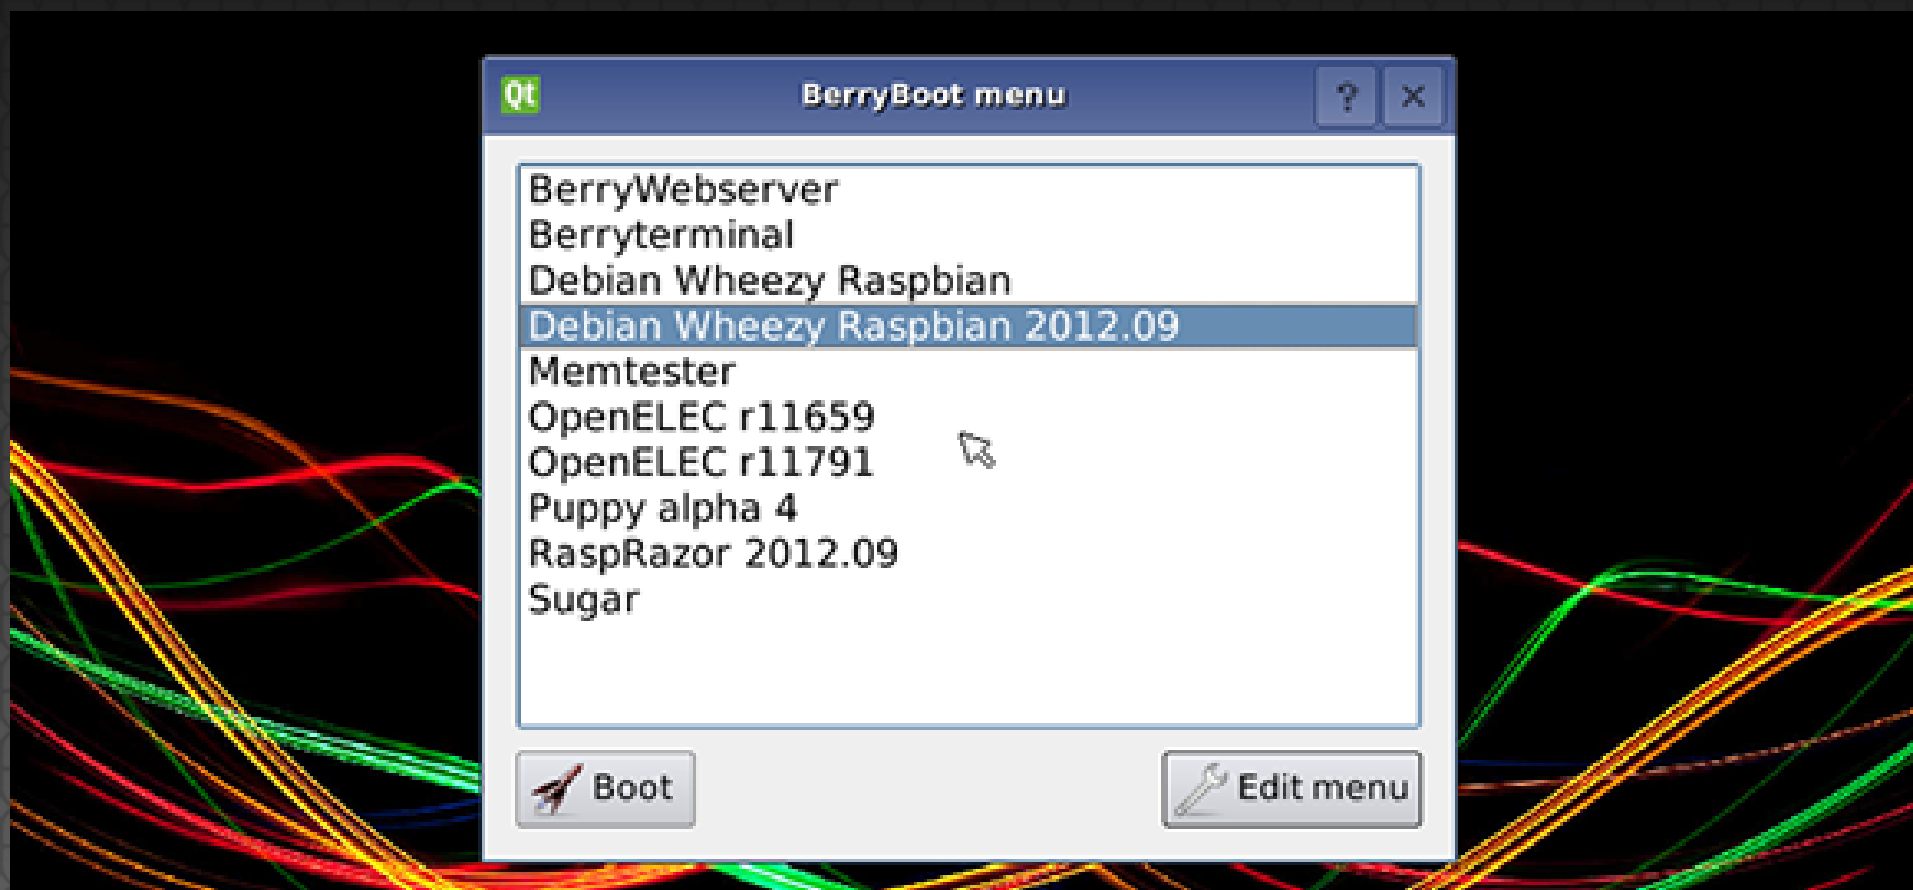 Qt
BerryBoot menu
?
BerryWebserver
Berryterminal
Debian Wheezy Raspbian
Debian Wheezy Raspbian 2012.09
Memtester
OpenELEC r11659
OpenELEC r11791
Puppy alpha 4
RaspRazor 2012.09
Sugar
Boot
Edit menu